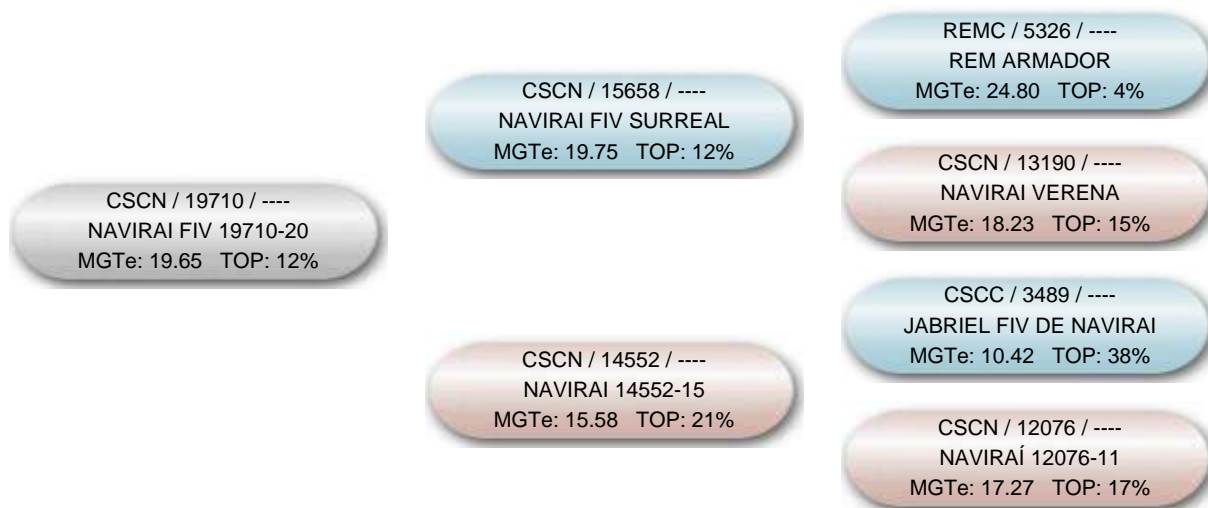 REMC / 5326 / ----
REM ARMADOR
MGTe: 24.80 TOP: 4%
CSCN / 15658 / ----
NAVIRAI FIV SURREAL
MGTe: 19.75 TOP: 12%
CSCN / 13190 / ----
NAVIRAI VERENA
MGTe: 18.23 TOP: 15%
CSCN / 19710 / ----
NAVIRAI FIV 19710-20
MGTe: 19.65 TOP: 12%
CSCC / 3489 / ----
JABRIEL FIV DE NAVIRAI
MGTe: 10.42 TOP: 38%
CSCN / 14552 / ----
NAVIRAI 14552-15
MGTe: 15.58 TOP: 21%
CSCN / 12076 / ----
NAVIRAÍ 12076-11
MGTe: 17.27 TOP: 17%